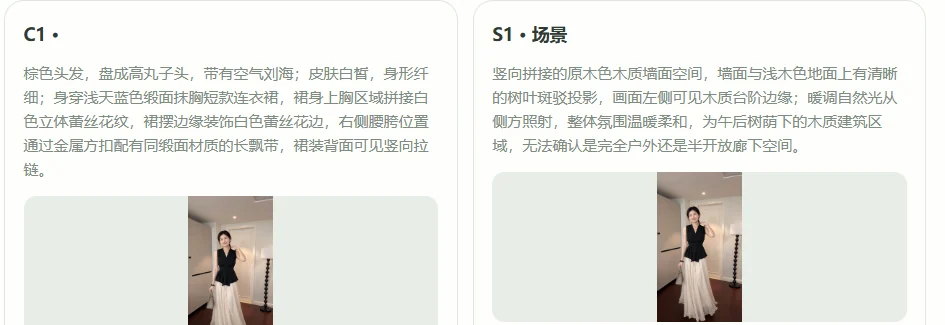 C1 •
棕色头发，盘成高丸子头，带有空气刘海；皮肤白皙，身形纤
细；身穿浅天蓝色缎面抹胸短款连衣裙，裙身上胸区域拼接白
色立体蕾丝花纹，裙摆边缘装饰白色蕾丝花边，右侧腰胯位置
通过金属方扣配有同缎面材质的长飘带，裙装背面可见竖向拉
链。
S1 • 场景
竖向拼接的原木色木质墙面空间，墙面与浅木色地面上有清晰
的树叶斑驳投影，画面左侧可见木质台阶边缘；暖调自然光从
侧方照射，整体氛围温暖柔和，为午后树荫下的木质建筑区
域，无法确认是完全户外还是半开放廊下空间。